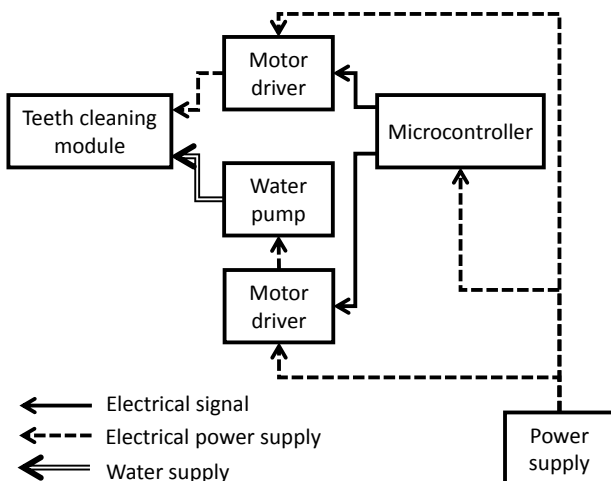 Motor
driver
Teeth cleaning
module
Microcontroller
Water
pump
Motor
driver
Electrical signal
Electrical power supply
Water supply
Power
supply